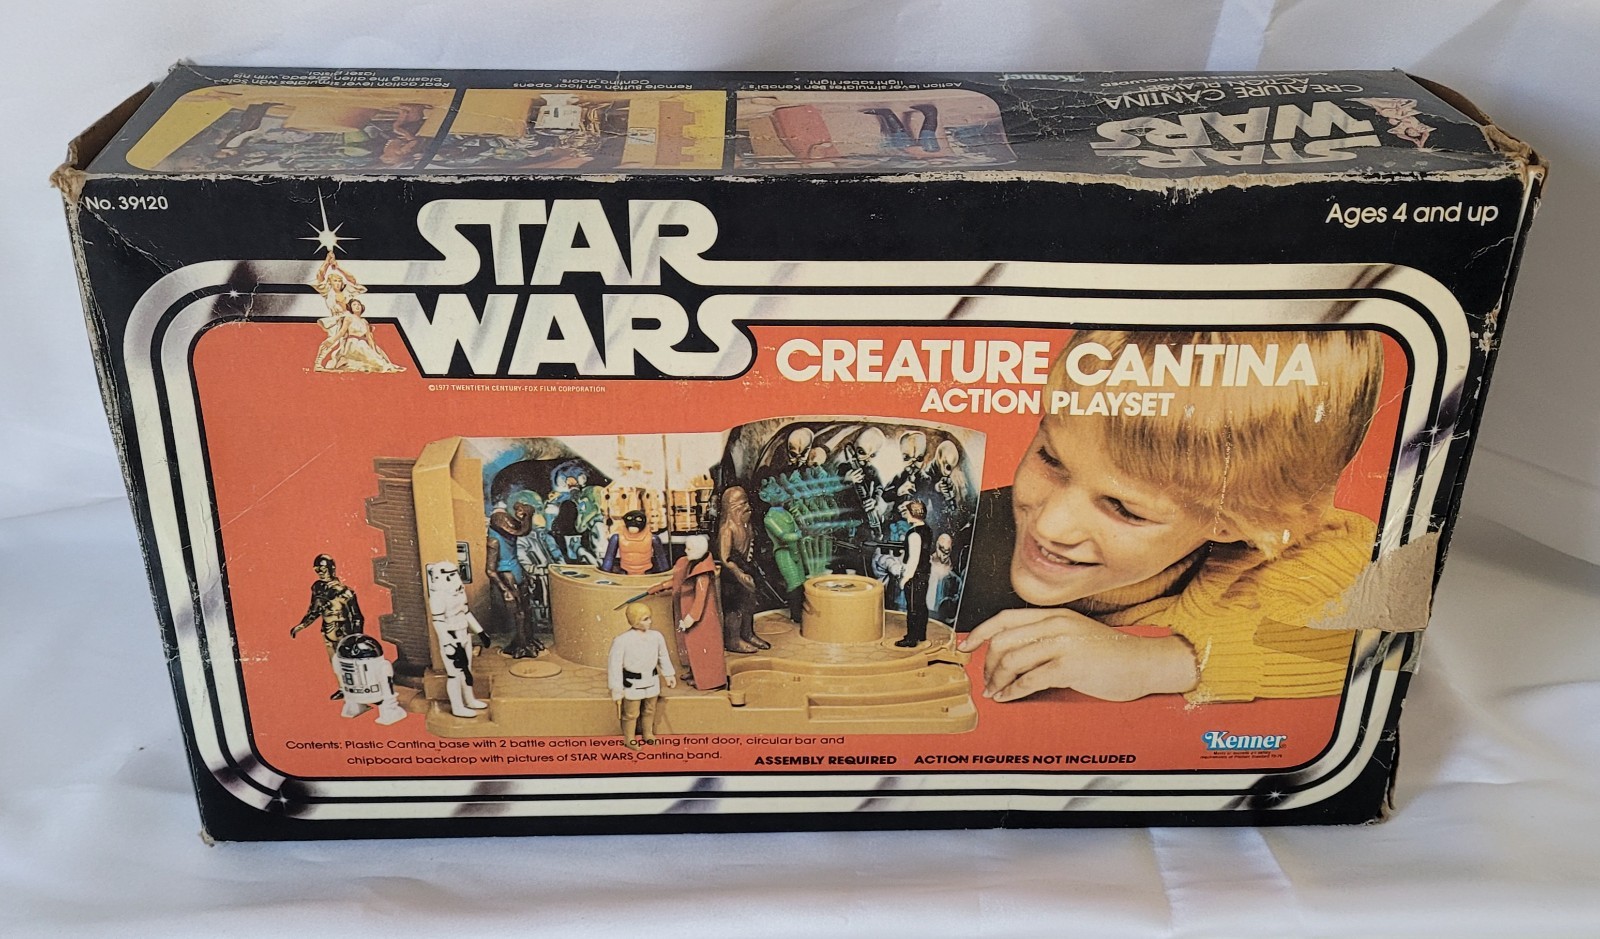 Rear action lever simulates Han Solo
blasting the alien, Greedo, with his
laser pistol.
Remote Button on floor opens
Cantina doors.
Action lever simulates Ben Kenobi's
light saber fight.
Kenner
STAR
WARS
CREATURE CANTINA
ACTION PLAYSET
No. 39120
Ages 4 and up
STAR
WARS
TM
©1977 TWENTIETH CENTURY-FOX FILM CORPORATION
CREATURE CANTINA
ACTION PLAYSET
Contents: Plastic Cantina base with 2 battle action levers, opening front door, circular bar and
chipboard backdrop with pictures of STAR WARS Cantina band.
ASSEMBLY REQUIRED ACTION FIGURES NOT INCLUDED
Kenner